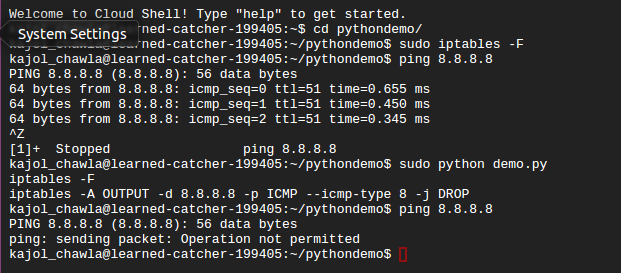 Welcome to Cloud Shell! Type "help" to get started.
System Settings
learned-catcher-199405:~$ cd pythondemo/
kajol_chawla@learned-catcher-199405:~/pythondemo$ sudo iptables -F
kajol_chawla@learned-catcher-199405:~/pythondemo$ ping 8.8.8.8
PING 8.8.8.8 (8.8.8.8): 56 data bytes
64 bytes from 8.8.8.8: icmp_seq=0 ttl=51 time=0.655 ms
64 bytes from 8.8.8.8: icmp_seq=1 ttl=51 time=0.450 ms
64 bytes from 8.8.8.8: icmp_seq=2 ttl=51 time=0.345 ms
^Z
[1]+  Stopped                 ping 8.8.8.8
kajol_chawla@learned-catcher-199405:~/pythondemo$ sudo python demo.py
iptables -F
iptables -A OUTPUT -d 8.8.8.8 -p ICMP --icmp-type 8 -j DROP
kajol_chawla@learned-catcher-199405:~/pythondemo$ ping 8.8.8.8
PING 8.8.8.8 (8.8.8.8): 56 data bytes
ping: sending packet: Operation not permitted
kajol_chawla@learned-catcher-199405:~/pythondemo$